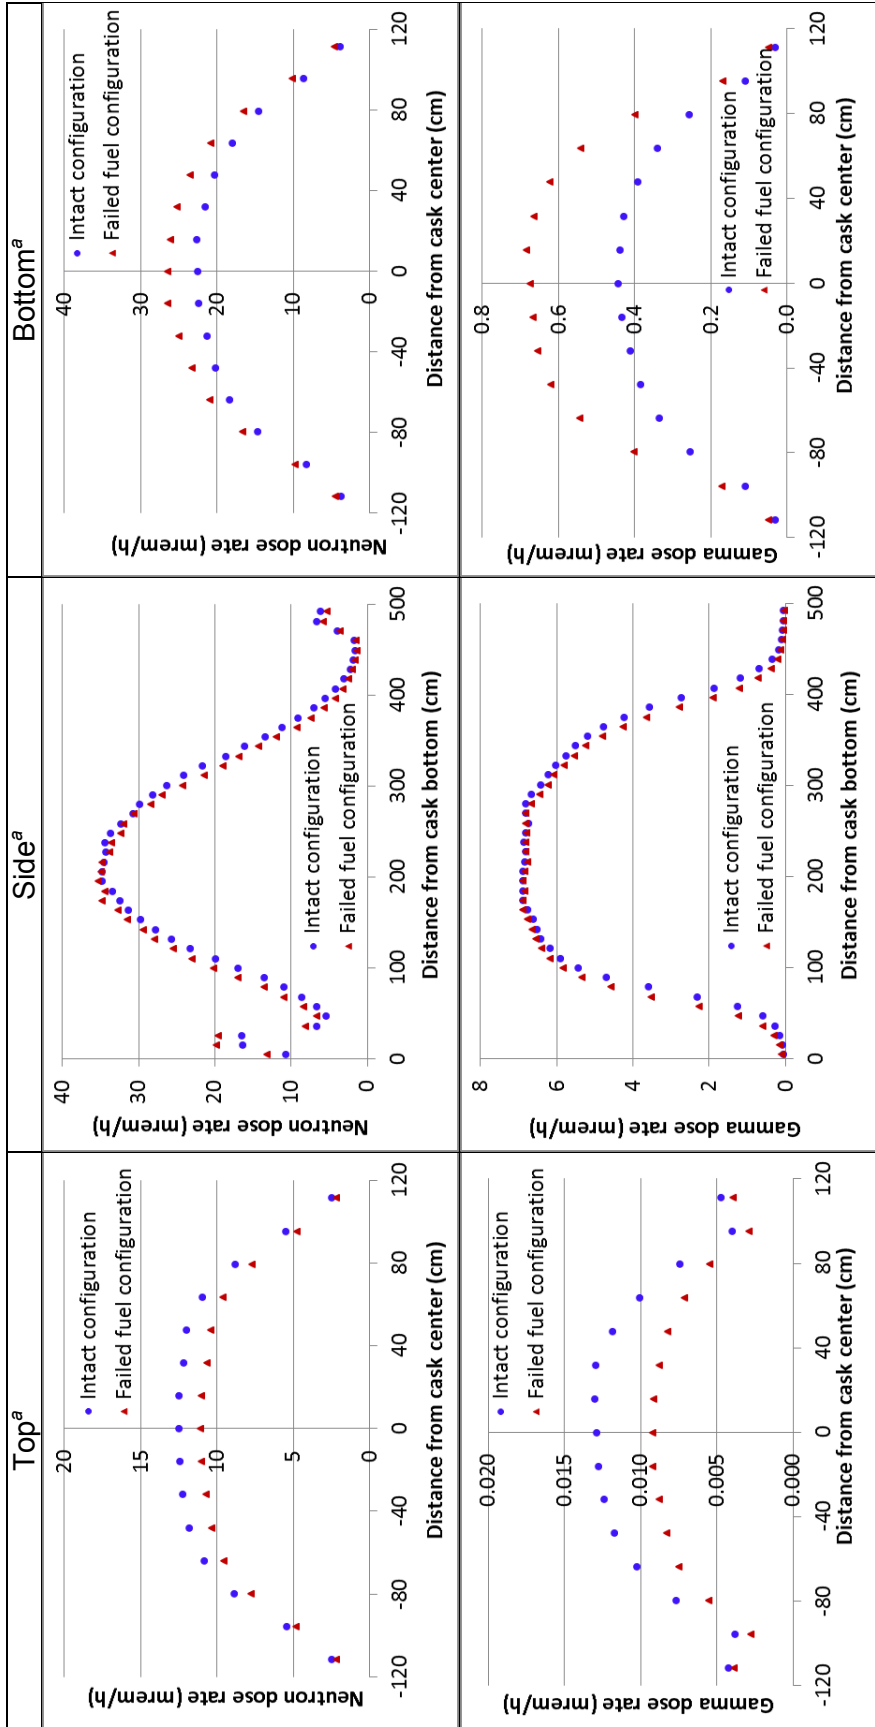 Topᵃ
Sideᵃ
Bottomᵃ
20
15
10
5
0
-120 -80 -40 0 40 80 120
Neutron dose rate (mrem/h)
Distance from cask center (cm)
Intact configuration
Failed fuel configuration
40
30
20
10
0
0 100 200 300 400 500
Neutron dose rate (mrem/h)
Distance from cask bottom (cm)
Intact configuration
Failed fuel configuration
40
30
20
10
0
-120 -80 -40 0 40 80 120
Neutron dose rate (mrem/h)
Distance from cask center (cm)
Intact configuration
Failed fuel configuration
0.020
0.015
0.010
0.005
0.000
-120 -80 -40 0 40 80 120
Gamma dose rate (mrem/h)
Distance from cask center (cm)
Intact configuration
Failed fuel configuration
8
6
4
2
0
0 100 200 300 400 500
Gamma dose rate (mrem/h)
Distance from cask bottom (cm)
Intact configuration
Failed fuel configuration
0.8
0.6
0.4
0.2
0.0
-120 -80 -40 0 40 80 120
Gamma dose rate (mrem/h)
Distance from cask center (cm)
Intact configuration
Failed fuel configuration